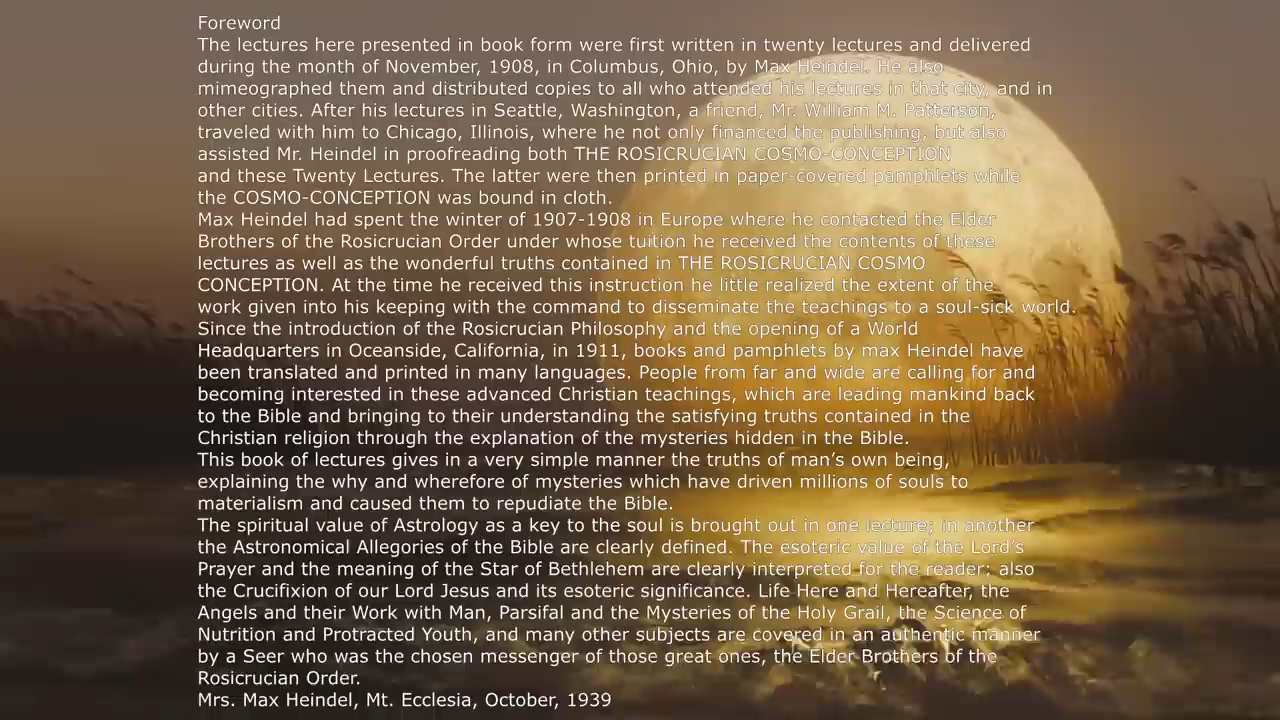 Foreword
The lectures here presented in book form were first written in twenty lectures and delivered
during the month of November, 1908, in Columbus, Ohio, by Max Heindel. He also
mimeographed them and distributed copies to all who attended his lectures in that city, and in
other cities. After his lectures in Seattle, Washington, a friend, Mr. William M. Patterson,
traveled with him to Chicago, Illinois, where he not only financed the publishing, but also
assisted Mr. Heindel in proofreading both THE ROSICRUCIAN COSMO-CONCEPTION
and these Twenty Lectures. The latter were then printed in paper-covered pamphlets while
the COSMO-CONCEPTION was bound in cloth.
Max Heindel had spent the winter of 1907-1908 in Europe where he contacted the Elder
Brothers of the Rosicrucian Order under whose tuition he received the contents of these
lectures as well as the wonderful truths contained in THE ROSICRUCIAN COSMO
CONCEPTION. At the time he received this instruction he little realized the extent of the
work given into his keeping with the command to disseminate the teachings to a soul-sick world.
Since the introduction of the Rosicrucian Philosophy and the opening of a World
Headquarters in Oceanside, California, in 1911, books and pamphlets by max Heindel have
been translated and printed in many languages. People from far and wide are calling for and
becoming interested in these advanced Christian teachings, which are leading mankind back
to the Bible and bringing to their understanding the satisfying truths contained in the
Christian religion through the explanation of the mysteries hidden in the Bible.
This book of lectures gives in a very simple manner the truths of man’s own being,
explaining the why and wherefore of mysteries which have driven millions of souls to
materialism and caused them to repudiate the Bible.
The spiritual value of Astrology as a key to the soul is brought out in one lecture; in another
the Astronomical Allegories of the Bible are clearly defined. The esoteric value of the Lord’s
Prayer and the meaning of the Star of Bethlehem are clearly interpreted for the reader; also
the Crucifixion of our Lord Jesus and its esoteric significance. Life Here and Hereafter, the
Angels and their Work with Man, Parsifal and the Mysteries of the Holy Grail, the Science of
Nutrition and Protracted Youth, and many other subjects are covered in an authentic manner
by a Seer who was the chosen messenger of those great ones, the Elder Brothers of the
Rosicrucian Order.
Mrs. Max Heindel, Mt. Ecclesia, October, 1939